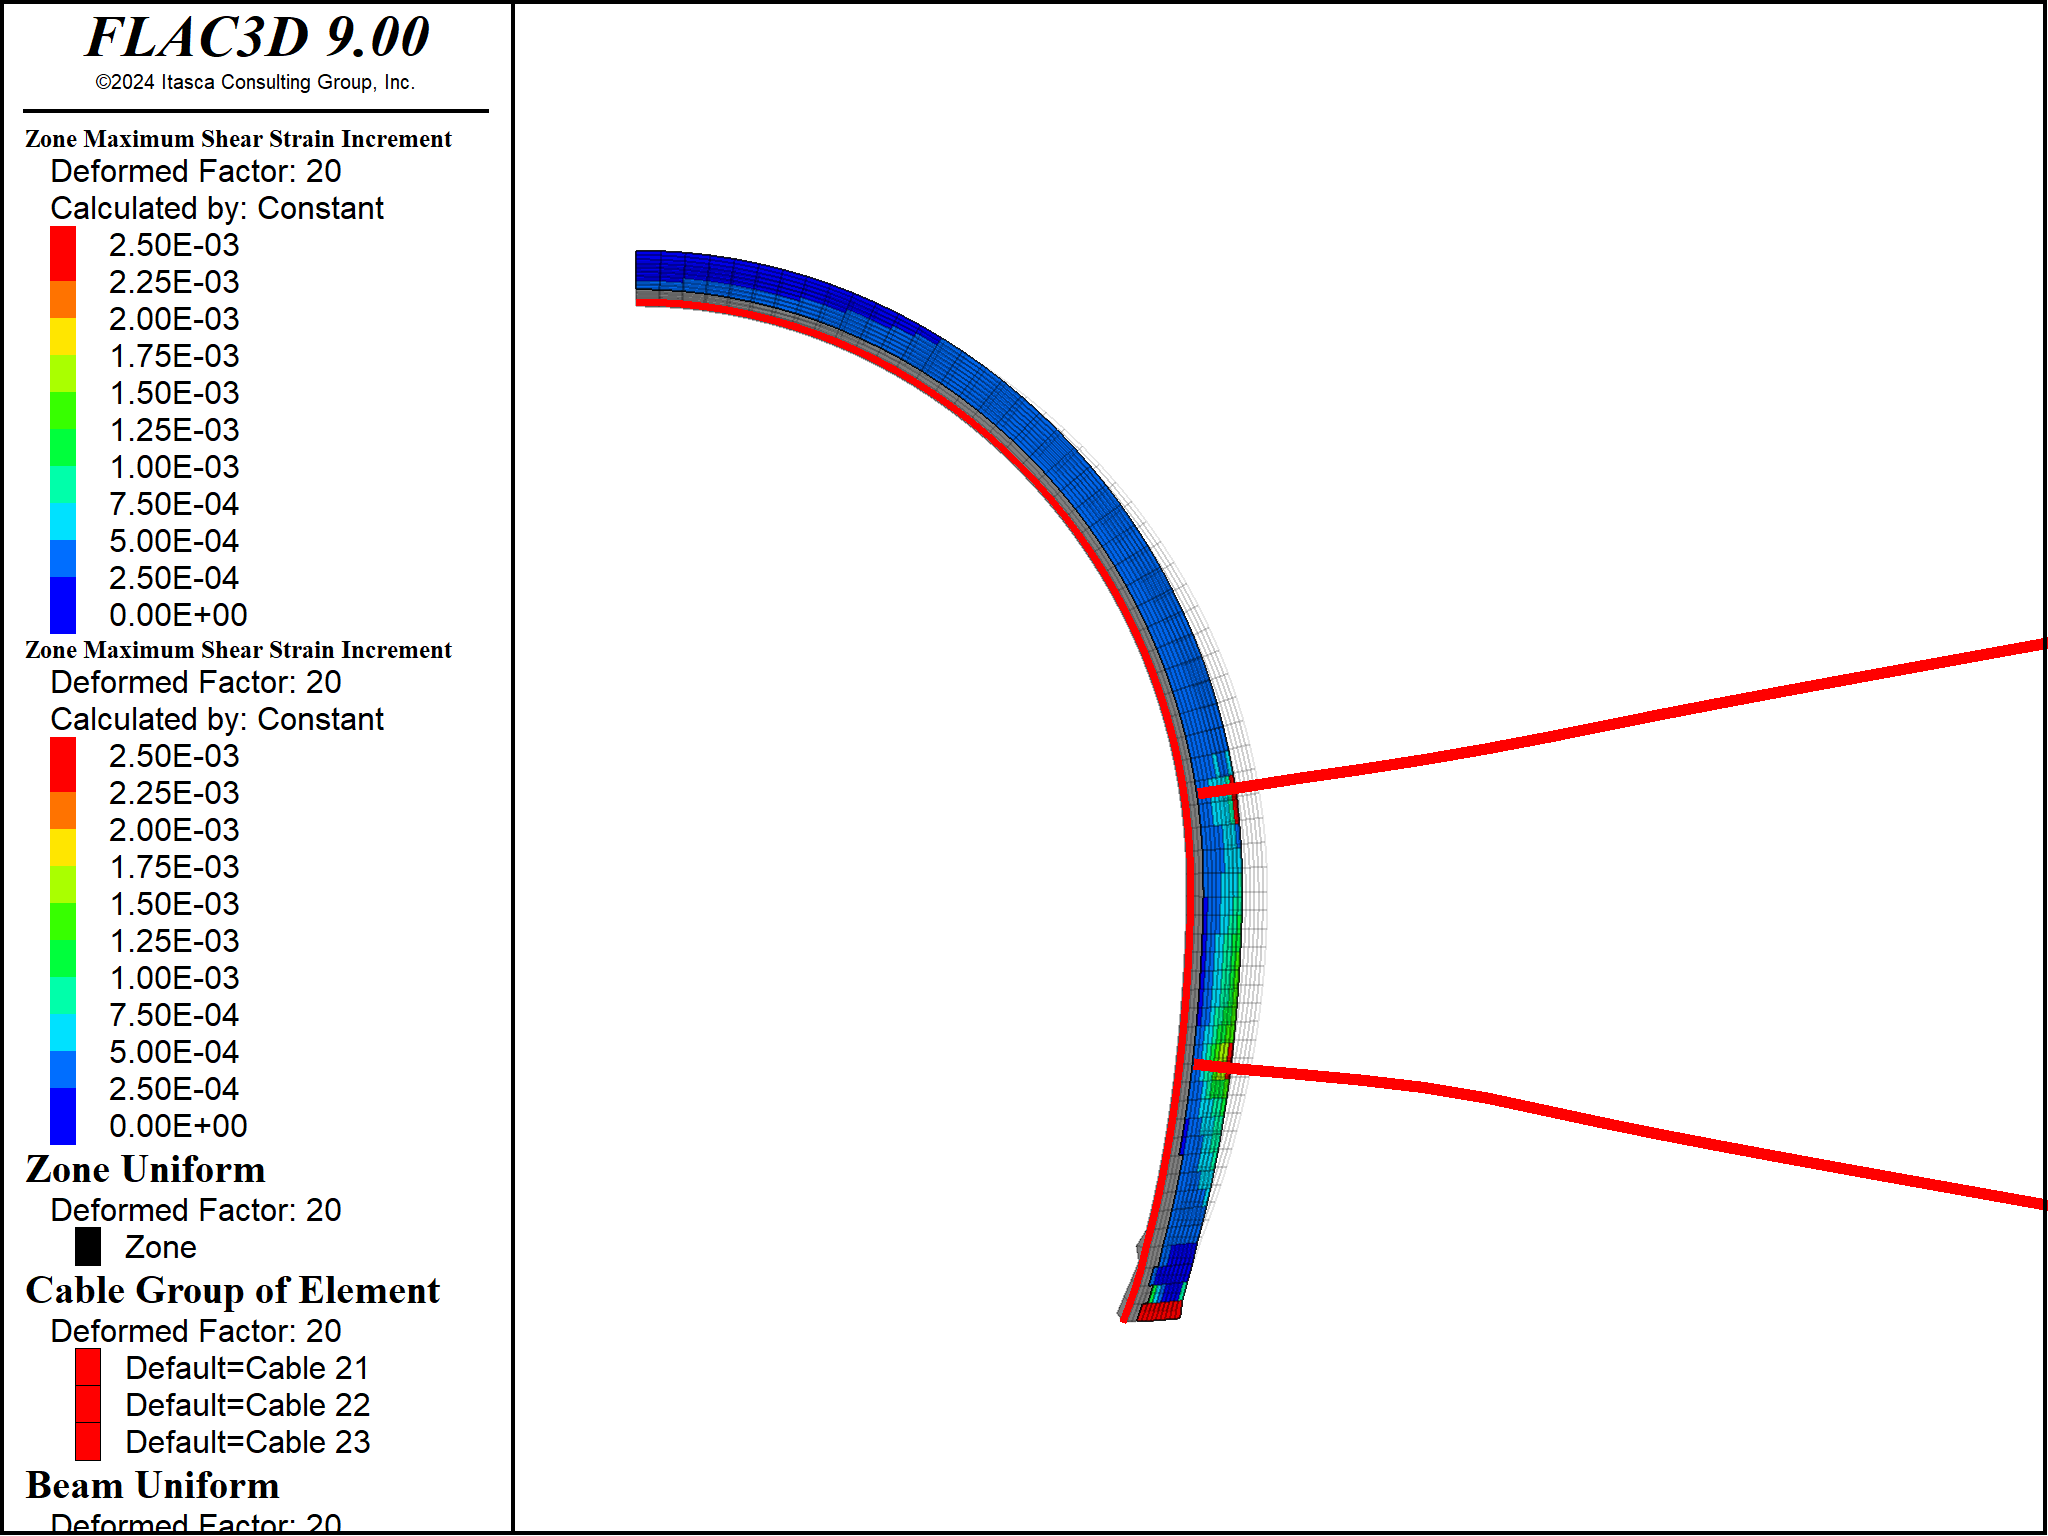 FLAC3D 9.00
©2024 Itasca Consulting Group, Inc.
Zone Maximum Shear Strain Increment
Deformed Factor: 20
Calculated by: Constant
2.50E-03
2.25E-03
2.00E-03
1.75E-03
1.50E-03
1.25E-03
1.00E-03
7.50E-04
5.00E-04
2.50E-04
0.00E+00
Zone Maximum Shear Strain Increment
Deformed Factor: 20
Calculated by: Constant
2.50E-03
2.25E-03
2.00E-03
1.75E-03
1.50E-03
1.25E-03
1.00E-03
7.50E-04
5.00E-04
2.50E-04
0.00E+00
Zone Uniform
Deformed Factor: 20
Zone
Cable Group of Element
Deformed Factor: 20
Default=Cable 21
Default=Cable 22
Default=Cable 23
Beam Uniform
Deformed Factor: 20